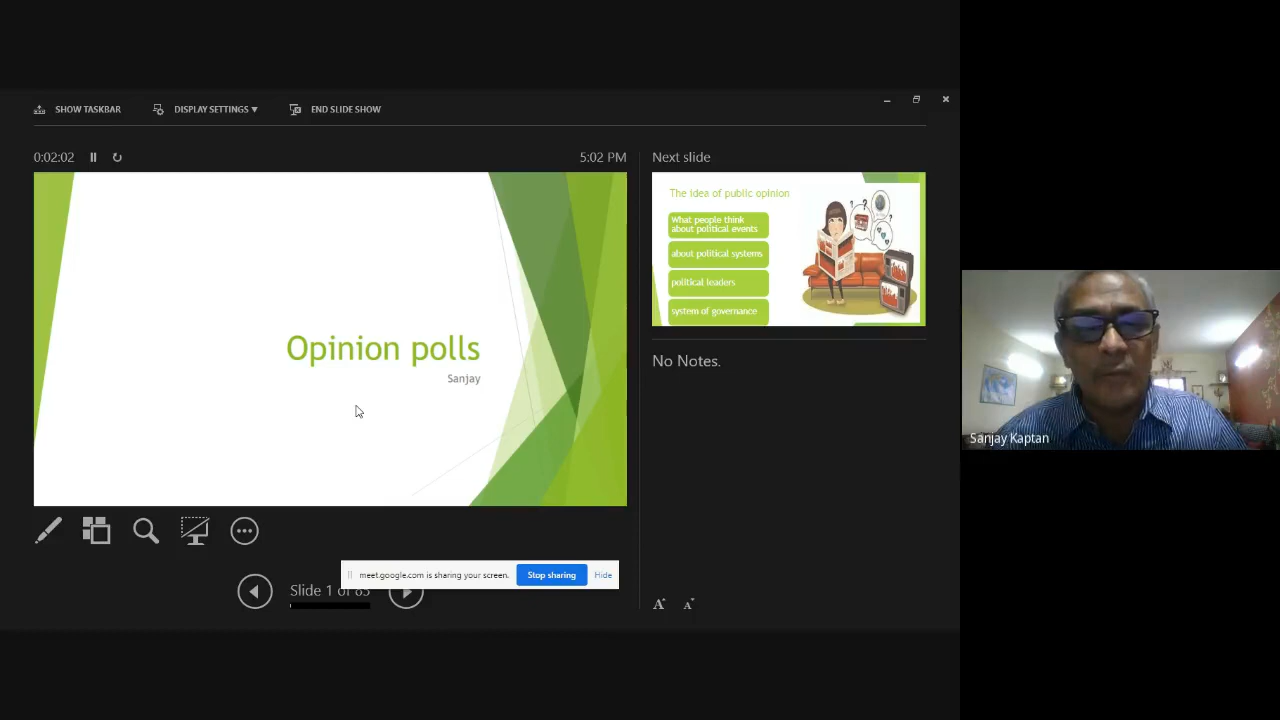 SHOW TASKBAR
DISPLAY SETTINGS ▼
END SLIDE SHOW
0:02:02
5:02 PM
Next slide
Opinion polls
Sanjay
The idea of public opinion
What people think
about political events
about political systems
political leaders
system of governance
No Notes.
Sanjay Kaptan
meet.google.com is sharing your screen.
Stop sharing
Hide
Slide 1 of 85
A A